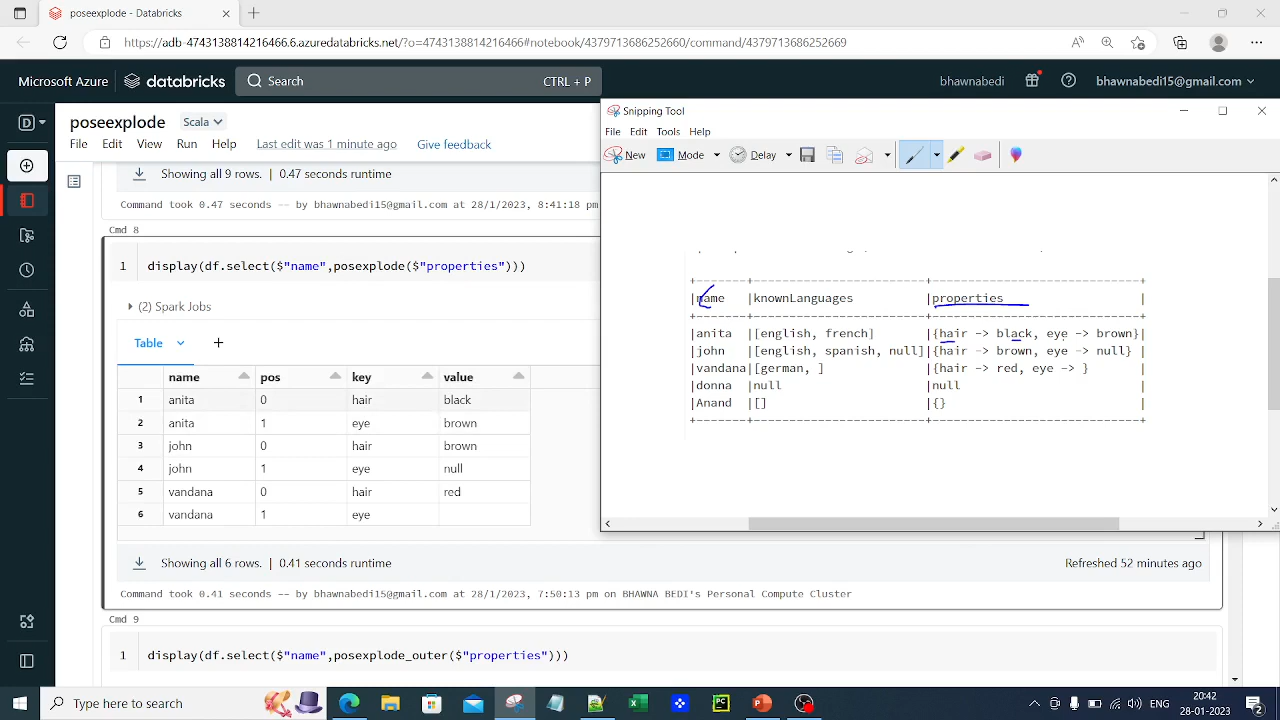 poseexplode - Databricks
https://adb-4743138814216466.6.azuredatabricks.net/?o=4743138814216466#notebook/4379713686252660/command/4379713686252669
Microsoft Azure databricks Search CTRL + P bhawnabedi bhawnabedi15@gmail.com
D
poseexplode Scala
File Edit View Run Help Last edit was 1 minute ago Give feedback
Showing all 9 rows. | 0.47 seconds runtime
Command took 0.47 seconds -- by bhawnabedi15@gmail.com at 28/1/2023, 8:41:18 pm
Cmd 8
1 display(df.select($"name",posexplode($"properties")))
(2) Spark Jobs
Table +
name pos key value
1 anita 0 hair black
2 anita 1 eye brown
3 john 0 hair brown
4 john 1 eye null
5 vandana 0 hair red
6 vandana 1 eye
Showing all 6 rows. | 0.41 seconds runtime Refreshed 52 minutes ago
Command took 0.41 seconds -- by bhawnabedi15@gmail.com at 28/1/2023, 7:50:13 pm on BHAWNA BEDI's Personal Compute Cluster
Cmd 9
1 display(df.select($"name",posexplode_outer($"properties")))
Snipping Tool
File Edit Tools Help
New Mode Delay
+-------+------------------------+-----------------------------+
|name |knownLanguages |properties |
+-------+------------------------+-----------------------------+
|anita |[english, french] |{hair -> black, eye -> brown}|
|john |[english, spanish, null]|{hair -> brown, eye -> null} |
|vandana|[german, ] |{hair -> red, eye -> } |
|donna |null |null |
|Anand |[] |{} |
+-------+------------------------+-----------------------------+
Type here to search
PC
ENG 20:42
28-01-2023
2